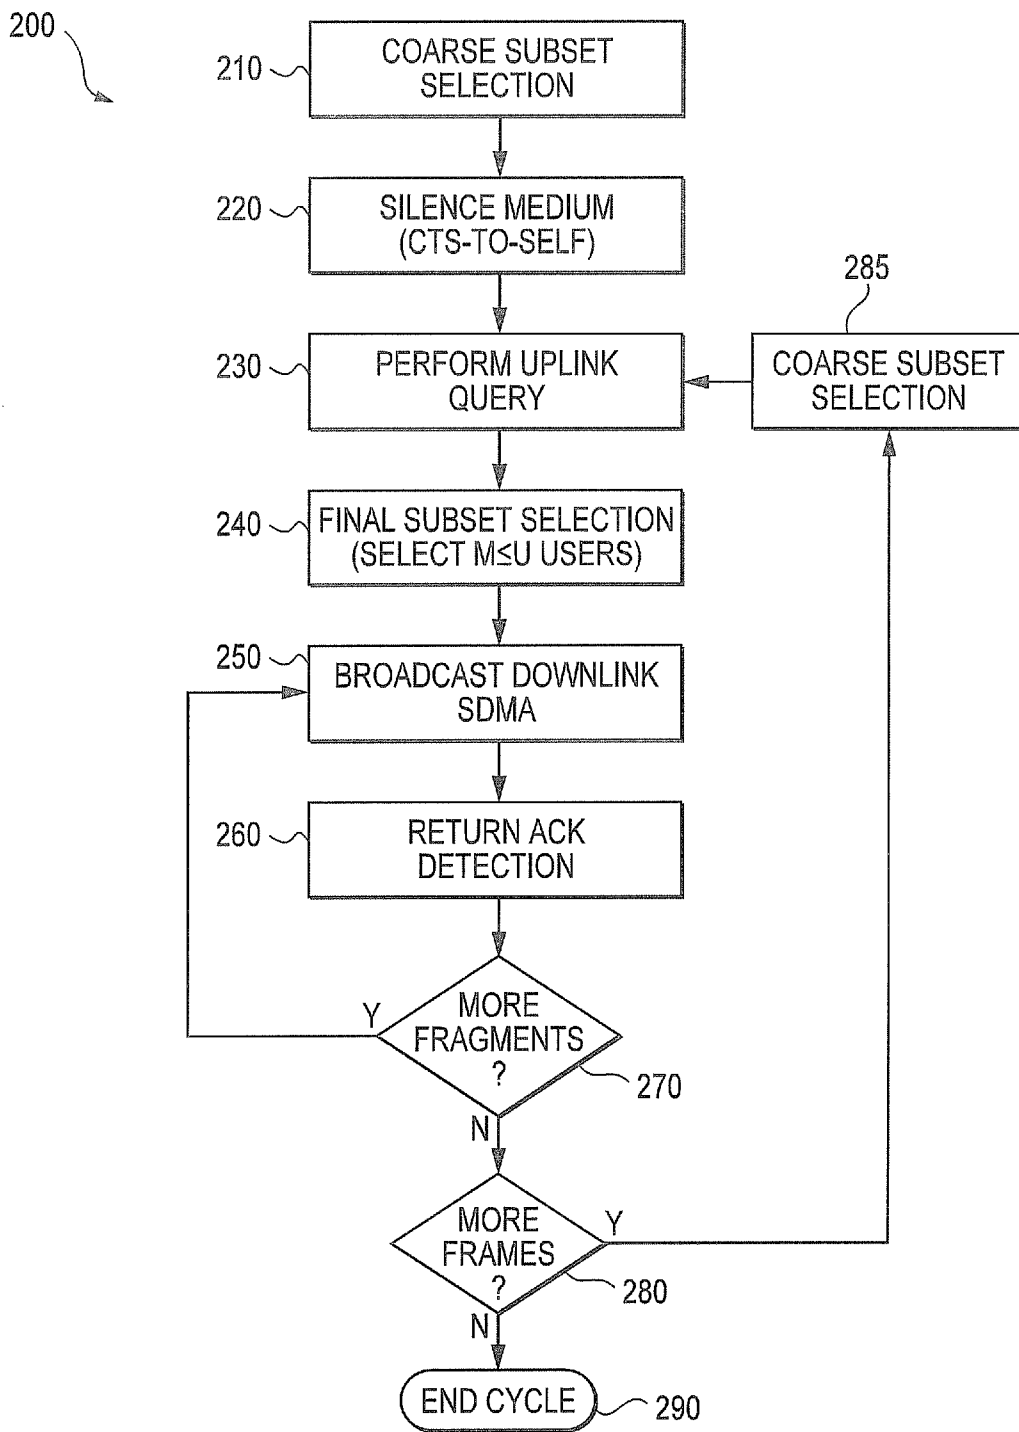 200
210
COARSE SUBSET
SELECTION
220
SILENCE MEDIUM
(CTS-TO-SELF)
285
230
PERFORM UPLINK
QUERY
COARSE SUBSET
SELECTION
240
FINAL SUBSET SELECTION
(SELECT M≤U USERS)
250
BROADCAST DOWNLINK
SDMA
260
RETURN ACK
DETECTION
Y
MORE
FRAGMENTS
?
270
N
MORE
FRAMES
?
Y
280
N
END CYCLE
290